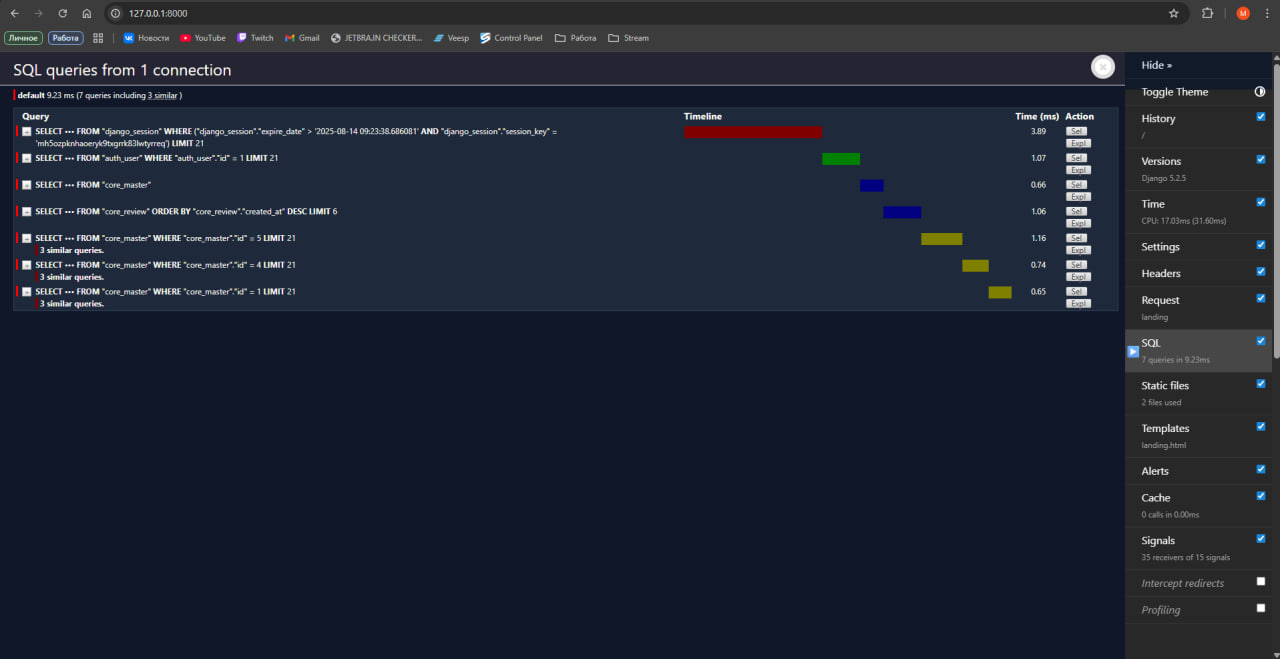 127.0.0.1:8000
Личное Работа Новости YouTube Twitch Gmail JETBRAIN CHECKER... Veesp Control Panel Работа Stream
SQL queries from 1 connection
default 9.23 ms (7 queries including 3 similar )
Query Timeline Time (ms) Action
SELECT ••• FROM "django_session" WHERE ("django_session"."expire_date" > '2025-08-14 09:23:38.686081' AND "django_session"."session_key" = 3.89 Sel
'mh5ozpknhaoeryk9txgrrk83lwtyrreq') LIMIT 21 Expl
SELECT ••• FROM "auth_user" WHERE "auth_user"."id" = 1 LIMIT 21 1.07 Sel
Expl
SELECT ••• FROM "core_master" 0.66 Sel
Expl
SELECT ••• FROM "core_review" ORDER BY "core_review"."created_at" DESC LIMIT 6 1.06 Sel
Expl
SELECT ••• FROM "core_master" WHERE "core_master"."id" = 5 LIMIT 21 1.16 Sel
3 similar queries. Expl
SELECT ••• FROM "core_master" WHERE "core_master"."id" = 4 LIMIT 21 0.74 Sel
3 similar queries. Expl
SELECT ••• FROM "core_master" WHERE "core_master"."id" = 1 LIMIT 21 0.65 Sel
3 similar queries. Expl
Hide »
Toggle Theme
History
/
Versions
Django 5.2.5
Time
CPU: 17.03ms (31.60ms)
Settings
Headers
Request
landing
SQL
7 queries in 9.23ms
Static files
2 files used
Templates
landing.html
Alerts
Cache
0 calls in 0.00ms
Signals
35 receivers of 15 signals
Intercept redirects
Profiling
M